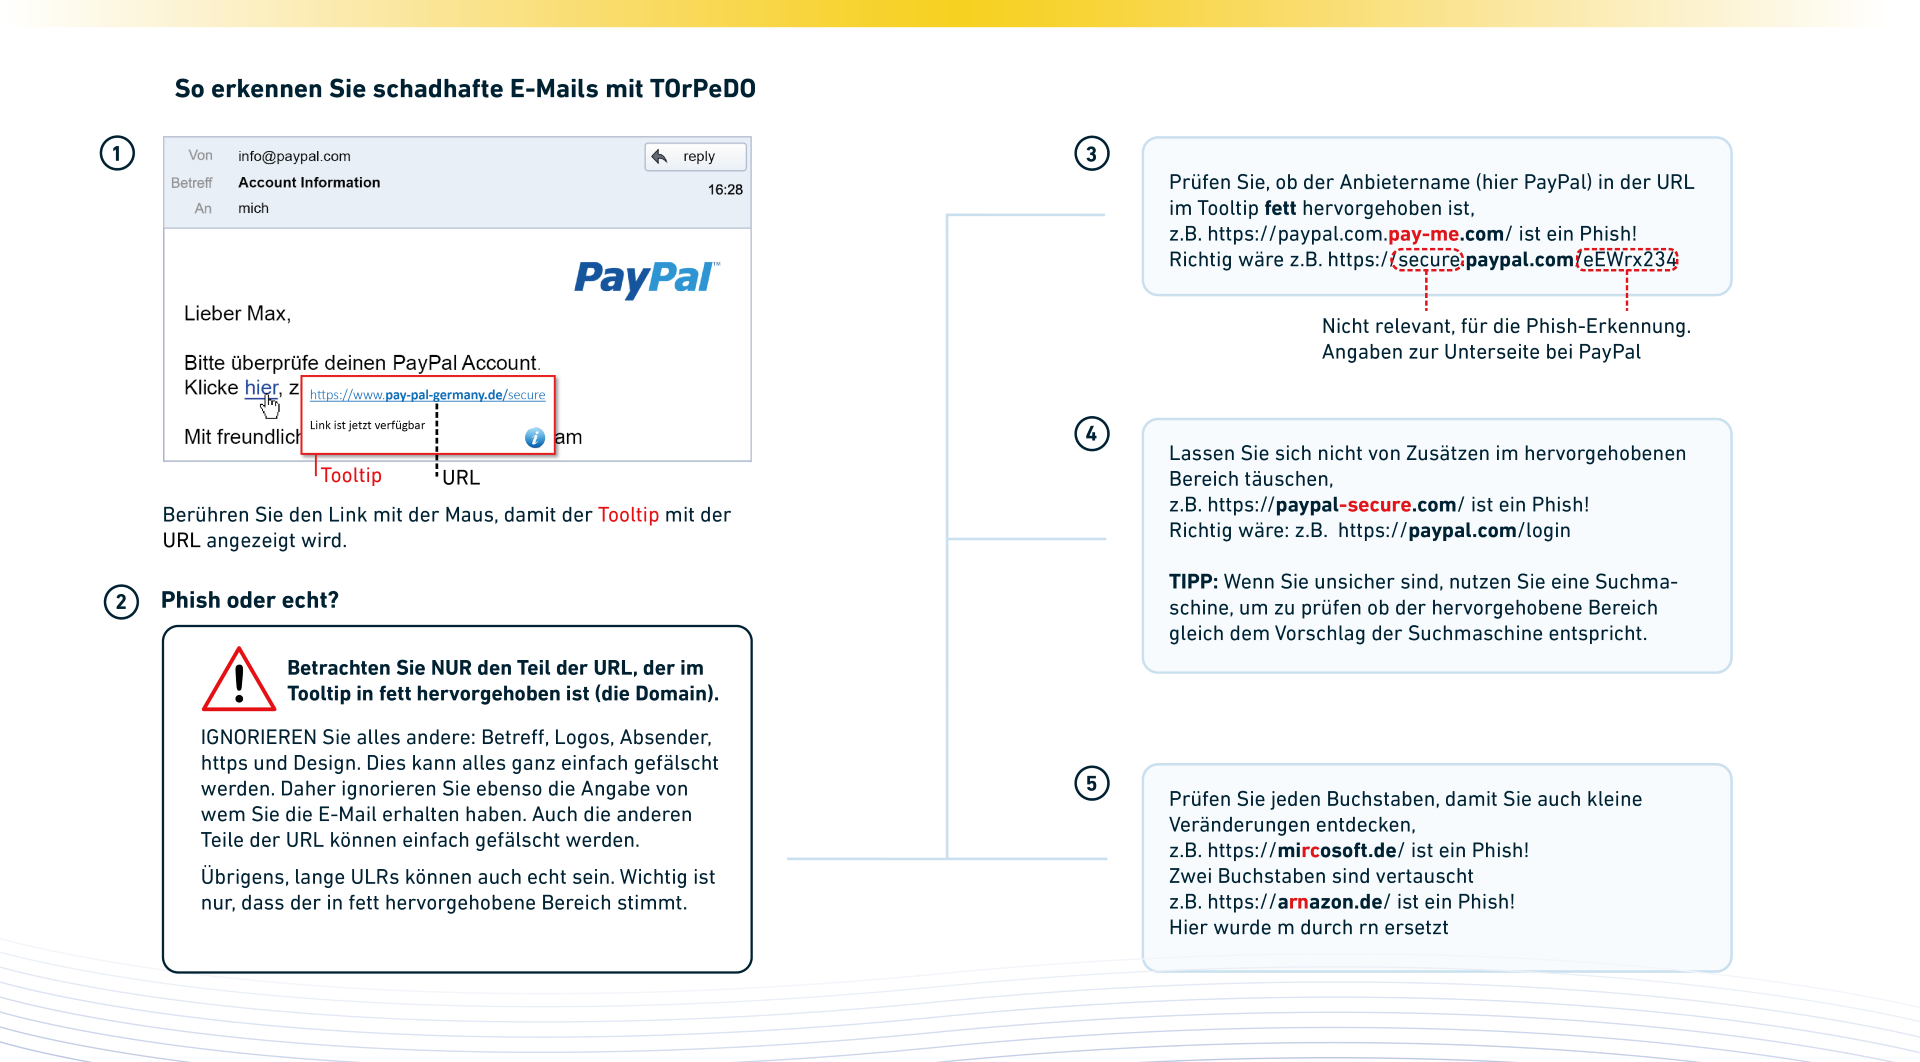 So erkennen Sie schadhafte E-Mails mit TOrPeDO
1
Von info@paypal.com
reply
Betreff Account Information
16:28
An mich
PayPal™
Lieber Max,
Bitte überprüfe deinen PayPal Account.
Klicke hier, z
https://www.pay-pal-germany.de/secure
Link ist jetzt verfügbar
i
Mit freundlich
am
Tooltip
URL
Berühren Sie den Link mit der Maus, damit der Tooltip mit der
URL angezeigt wird.
2
Phish oder echt?
!
Betrachten Sie NUR den Teil der URL, der im
Tooltip in fett hervorgehoben ist (die Domain).
IGNORIEREN Sie alles andere: Betreff, Logos, Absender,
https und Design. Dies kann alles ganz einfach gefälscht
werden. Daher ignorieren Sie ebenso die Angabe von
wem Sie die E-Mail erhalten haben. Auch die anderen
Teile der URL können einfach gefälscht werden.
Übrigens, lange ULRs können auch echt sein. Wichtig ist
nur, dass der in fett hervorgehobene Bereich stimmt.
3
Prüfen Sie, ob der Anbietername (hier PayPal) in der URL
im Tooltip fett hervorgehoben ist,
z.B. https://paypal.com.pay-me.com/ ist ein Phish!
Richtig wäre z.B. https://secure.paypal.com/eEWrx234
Nicht relevant, für die Phish-Erkennung.
Angaben zur Unterseite bei PayPal
4
Lassen Sie sich nicht von Zusätzen im hervorgehobenen
Bereich täuschen,
z.B. https://paypal-secure.com/ ist ein Phish!
Richtig wäre: z.B. https://paypal.com/login
TIPP: Wenn Sie unsicher sind, nutzen Sie eine Suchma-
schine, um zu prüfen ob der hervorgehobene Bereich
gleich dem Vorschlag der Suchmaschine entspricht.
5
Prüfen Sie jeden Buchstaben, damit Sie auch kleine
Veränderungen entdecken,
z.B. https://mircosoft.de/ ist ein Phish!
Zwei Buchstaben sind vertauscht
z.B. https://arnazon.de/ ist ein Phish!
Hier wurde m durch rn ersetzt